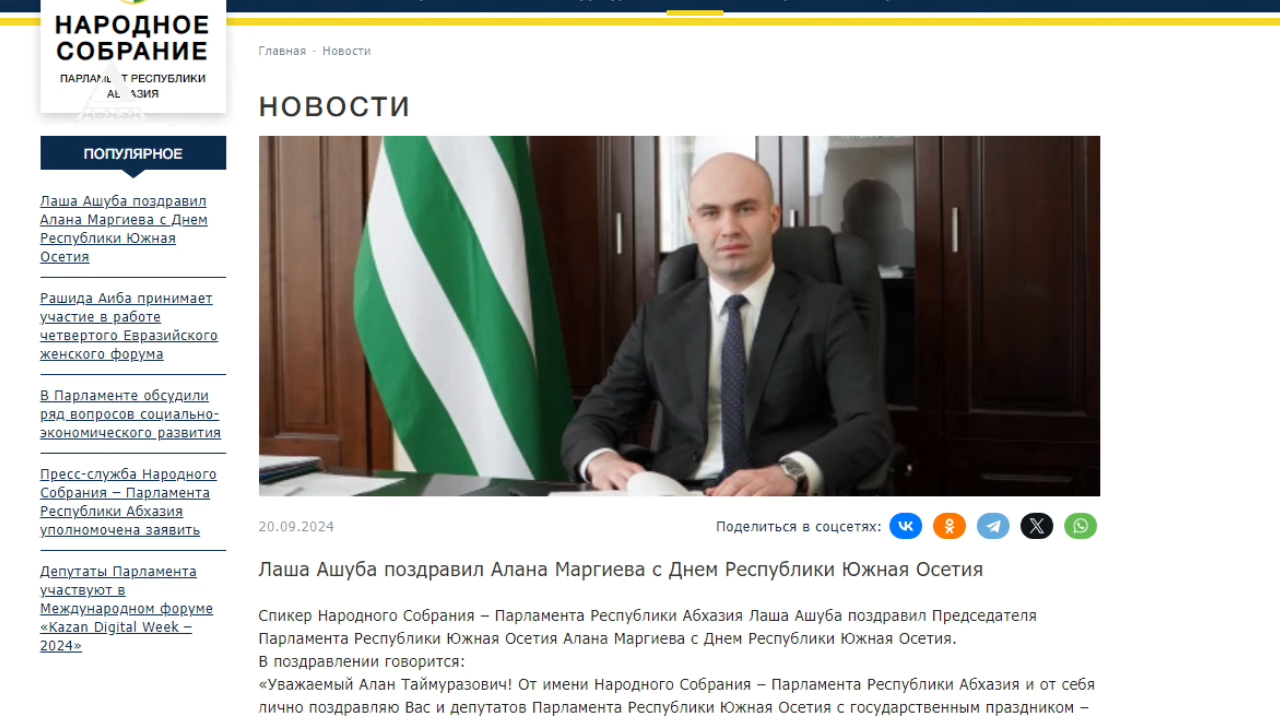 НАРОДНОЕ
СОБРАНИЕ
ПАРЛАМЕНТ РЕСПУБЛИКИ
АБХАЗИЯ
Главная - Новости
НОВОСТИ
ПОПУЛЯРНОЕ
Лаша Ашуба поздравил
Алана Маргиева с Днем
Республики Южная
Осетия
Рашида Аиба принимает
участие в работе
четвертого Евразийского
женского форума
В Парламенте обсудили
ряд вопросов социально-
экономического развития
Пресс-служба Народного
Собрания – Парламента
Республики Абхазия
уполномочена заявить
Депутаты Парламента
участвуют в
Международном форуме
«Kazan Digital Week –
2024»
20.09.2024
Поделиться в соцсетях:
Лаша Ашуба поздравил Алана Маргиева с Днем Республики Южная Осетия
Спикер Народного Собрания – Парламента Республики Абхазия Лаша Ашуба поздравил Председателя
Парламента Республики Южная Осетия Алана Маргиева с Днем Республики Южная Осетия.
В поздравлении говорится:
«Уважаемый Алан Таймуразович! От имени Народного Собрания – Парламента Республики Абхазия и от себя
лично поздравляю Вас и депутатов Парламента Республики Южная Осетия с государственным праздником –